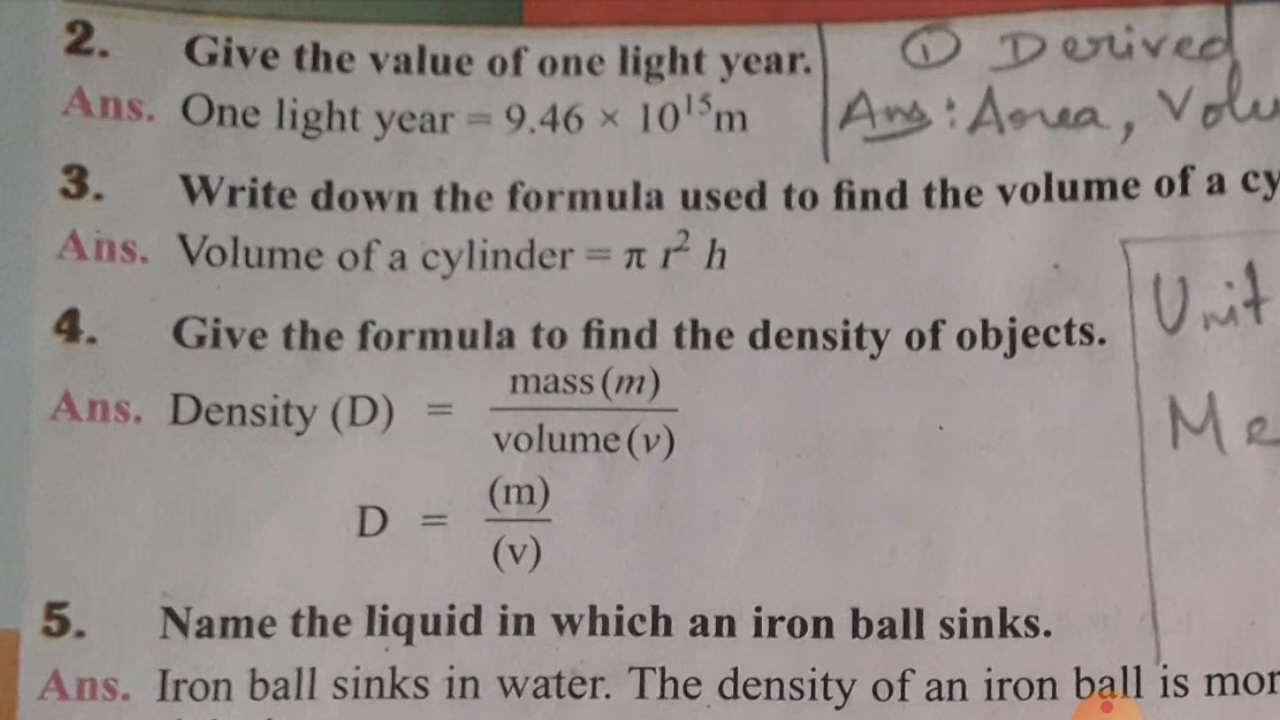 2. Give the value of one light year.
Ans. One light year = 9.46 × 10¹⁵m
① Derived
Ans: Area, Volu
3. Write down the formula used to find the volume of a cy
Ans. Volume of a cylinder = π r² h
4. Give the formula to find the density of objects.
Ans. Density (D) = mass (m) / volume (v)
D = (m) / (v)
Unit
Me
5. Name the liquid in which an iron ball sinks.
Ans. Iron ball sinks in water. The density of an iron ball is mor